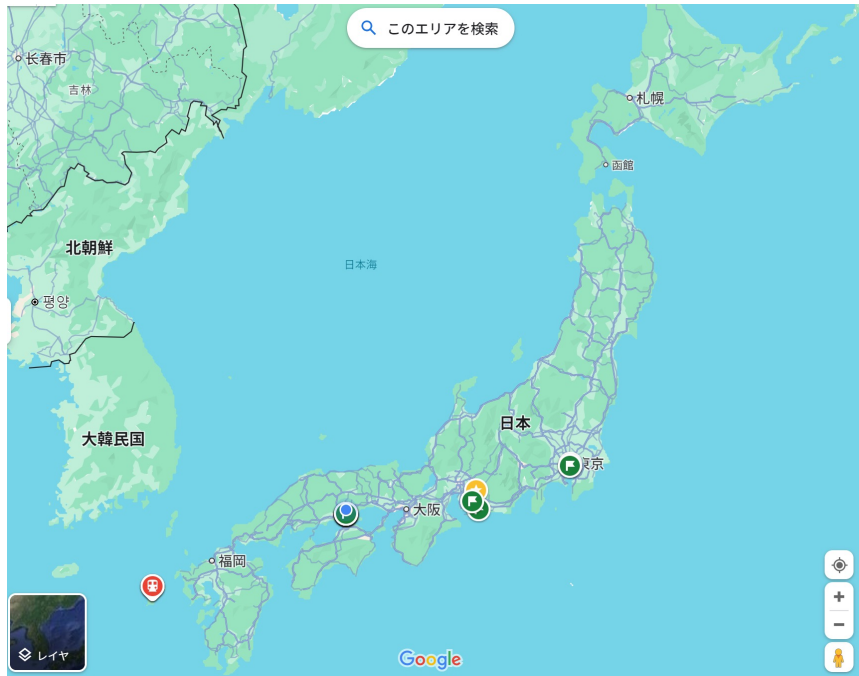 このエリアを検索
长春市
吉林
札幌
函館
北朝鮮
日本海
평양
日本
大韓民国
東京
大阪
福岡
レイヤ
Google